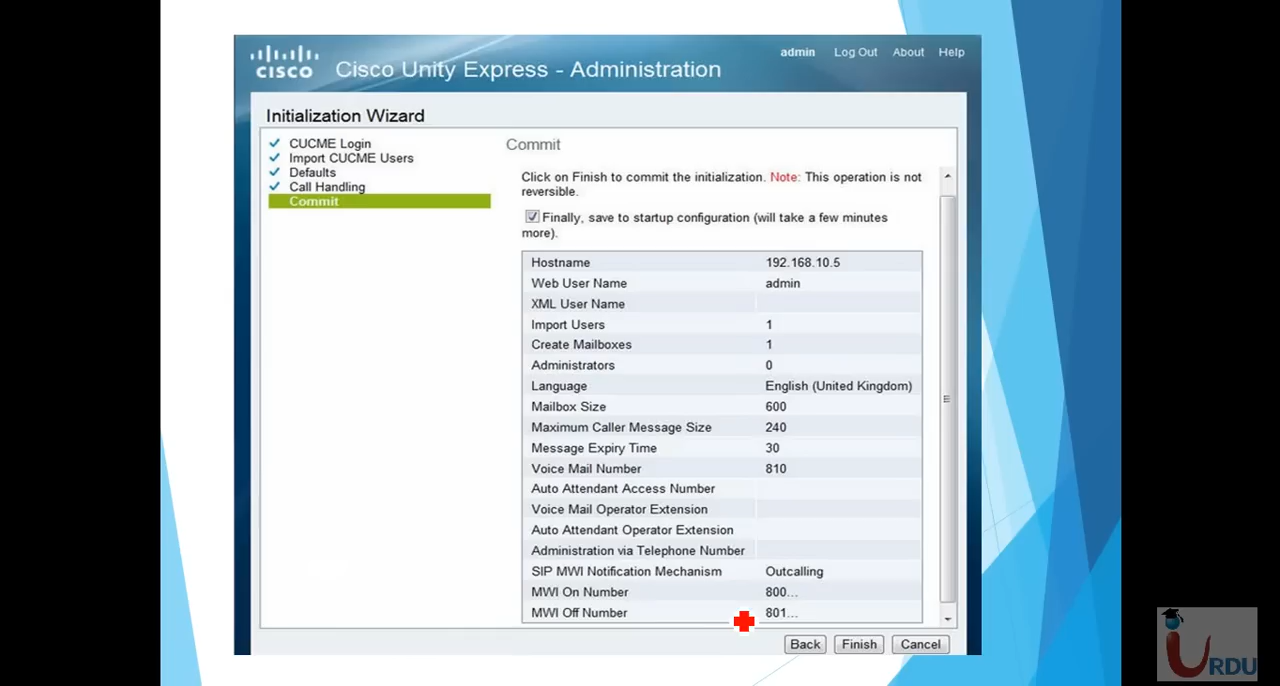 CISCO
Cisco Unity Express - Administration
admin Log Out About Help
Initialization Wizard
CUCME Login
Import CUCME Users
Defaults
Call Handling
Commit
Commit
Click on Finish to commit the initialization. Note: This operation is not
reversible.
Finally, save to startup configuration (will take a few minutes
more).
Hostname 192.168.10.5
Web User Name admin
XML User Name
Import Users 1
Create Mailboxes 1
Administrators 0
Language English (United Kingdom)
Mailbox Size 600
Maximum Caller Message Size 240
Message Expiry Time 30
Voice Mail Number 810
Auto Attendant Access Number
Voice Mail Operator Extension
Auto Attendant Operator Extension
Administration via Telephone Number
SIP MWI Notification Mechanism Outcalling
MWI On Number 800...
MWI Off Number 801...
Back Finish Cancel
iURDU